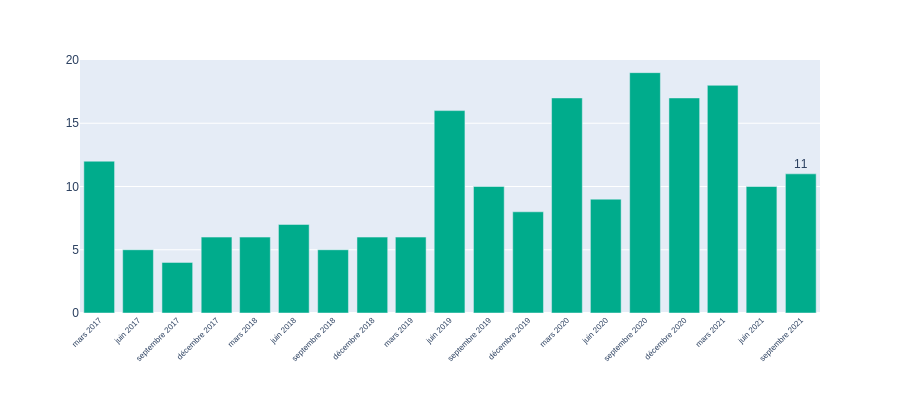 20
15
10
5
0
11
mars 2017
juin 2017
septembre 2017
décembre 2017
mars 2018
juin 2018
septembre 2018
décembre 2018
mars 2019
juin 2019
septembre 2019
décembre 2019
mars 2020
juin 2020
septembre 2020
décembre 2020
mars 2021
juin 2021
septembre 2021